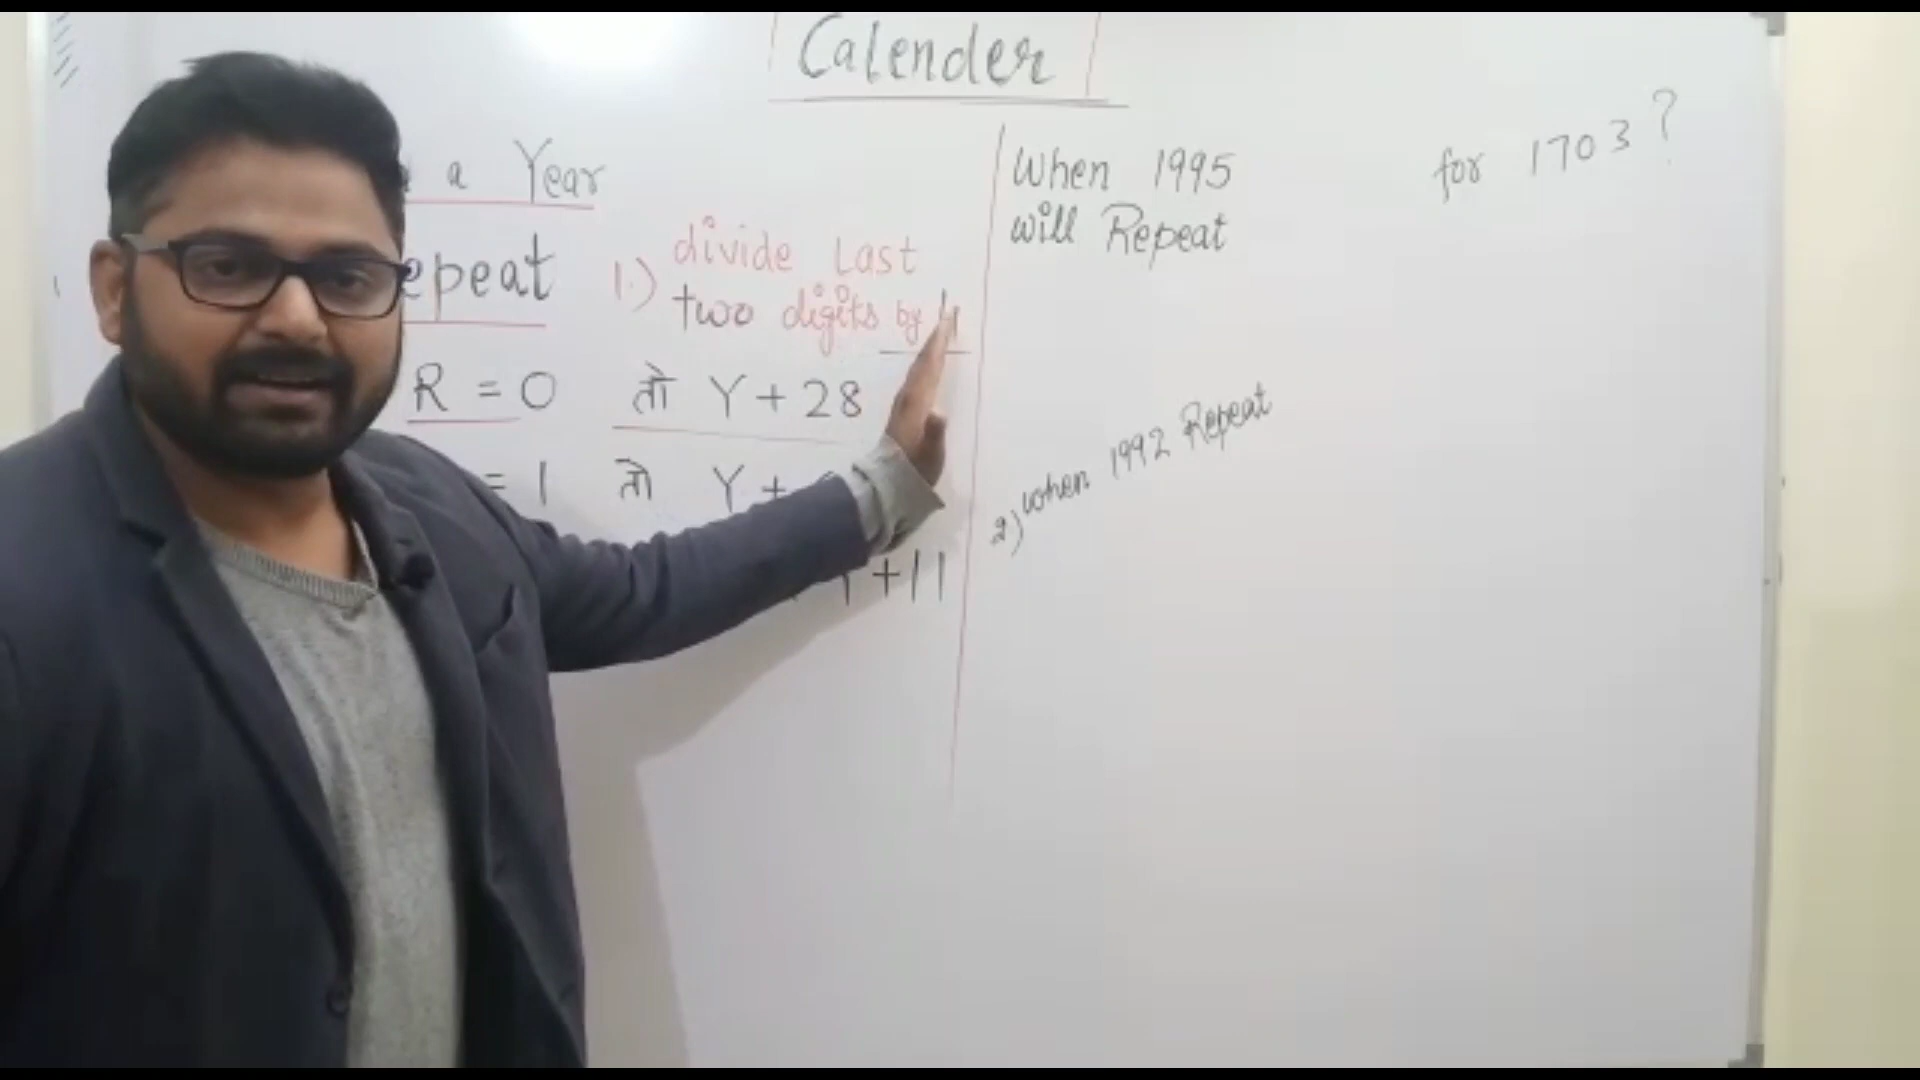 Calender
a Year
epeat
1.) divide Last
two digits by 4
R = 0 तो Y + 28
= 1 तो Y +
Y + 11
When 1995
will Repeat
for 1703 ?
2) when 1992 Repeat